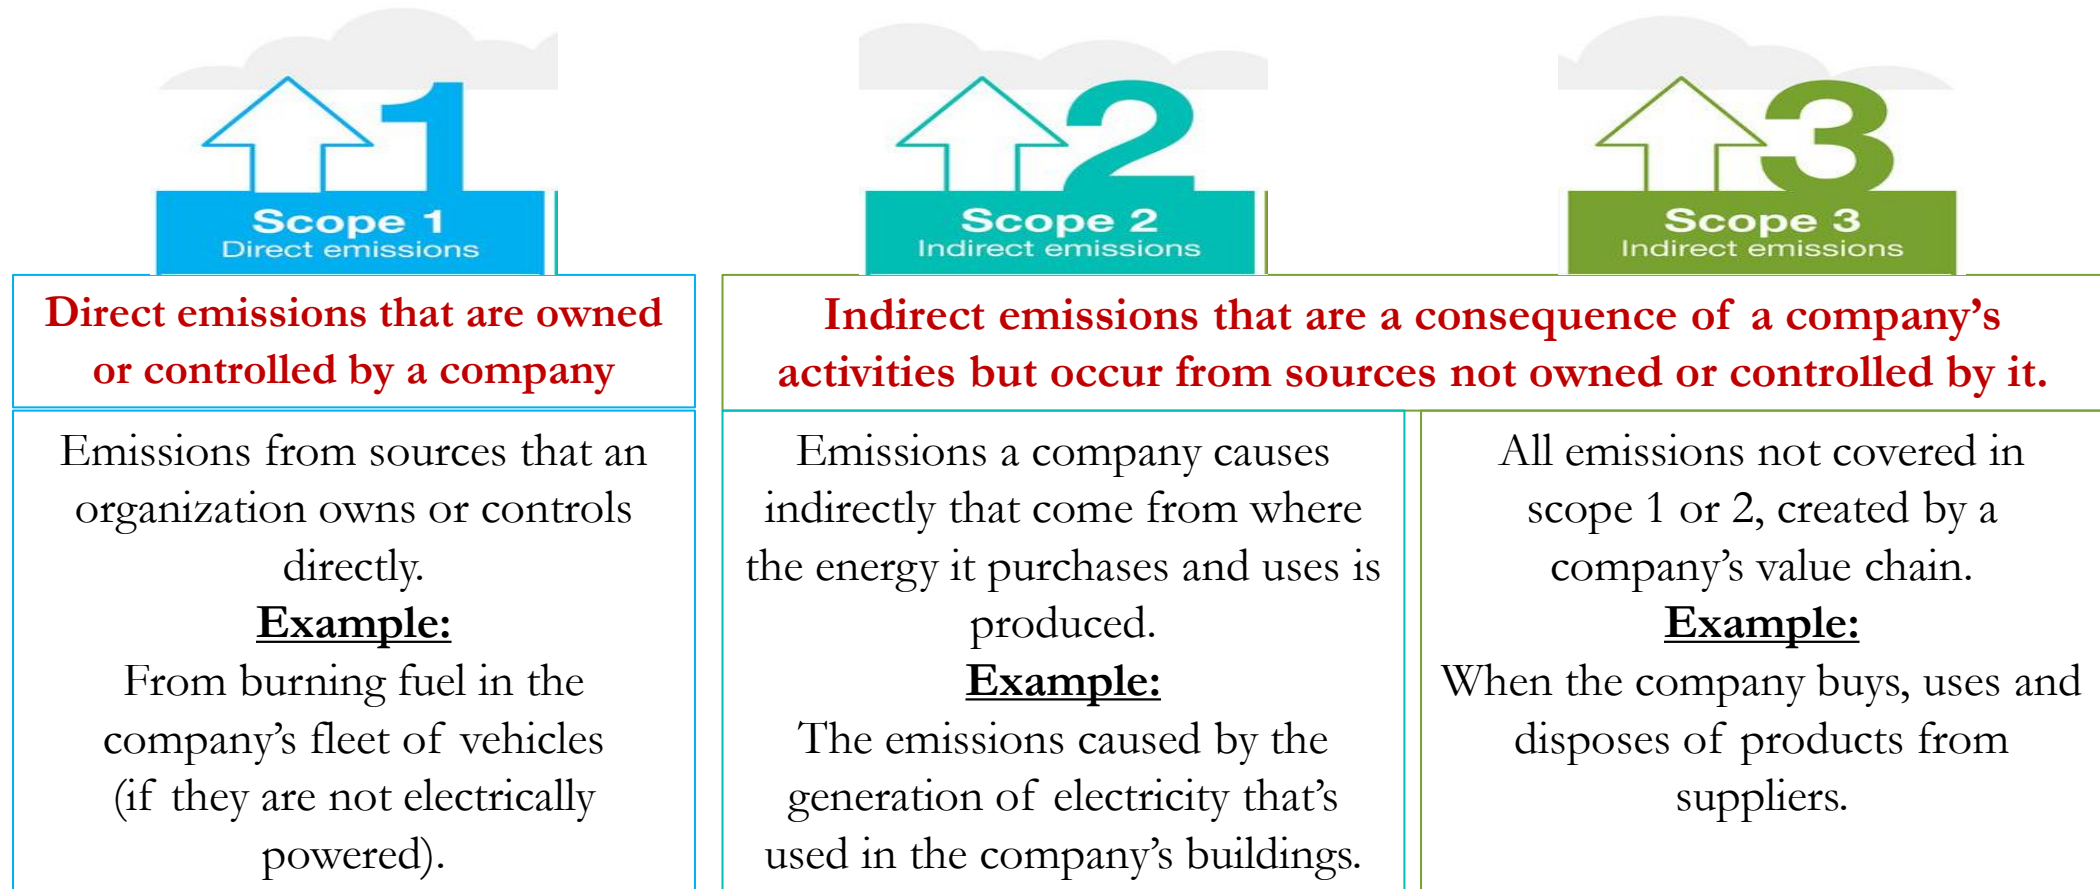 1
Scope 1
Direct emissions
2
Scope 2
Indirect emissions
3
Scope 3
Indirect emissions
Direct emissions that are owned
or controlled by a company
Indirect emissions that are a consequence of a company’s
activities but occur from sources not owned or controlled by it.
Emissions from sources that an
organization owns or controls
directly.
Example:
From burning fuel in the
company’s fleet of vehicles
(if they are not electrically
powered).
Emissions a company causes
indirectly that come from where
the energy it purchases and uses is
produced.
Example:
The emissions caused by the
generation of electricity that’s
used in the company’s buildings.
All emissions not covered in
scope 1 or 2, created by a
company’s value chain.
Example:
When the company buys, uses and
disposes of products from
suppliers.